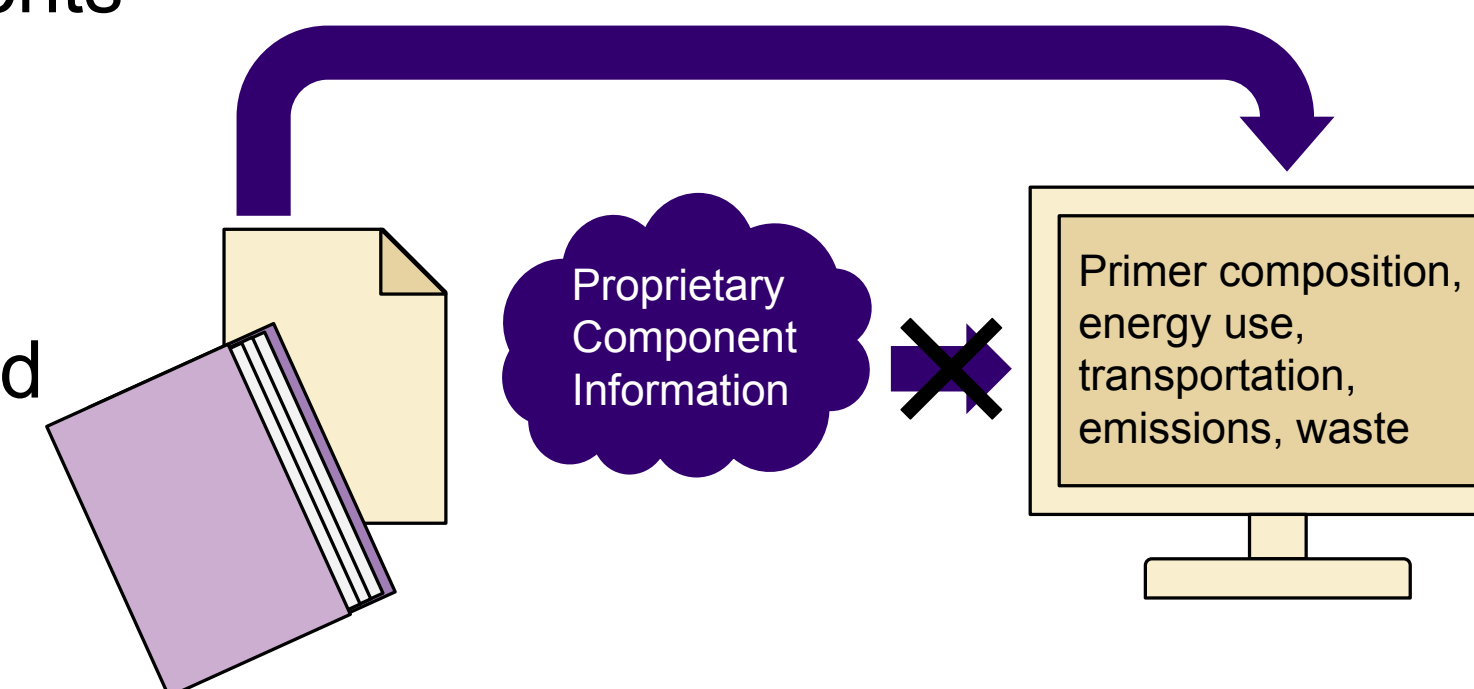 Proprietary
Component
Information
Primer composition,
energy use,
transportation,
emissions, waste